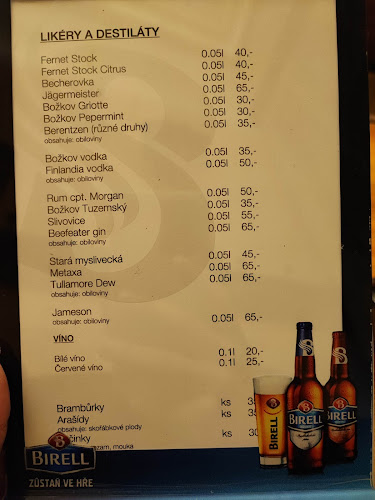 LIKÉRY A DESTILÁTY
Fernet Stock 0.05l 40,-
Fernet Stock Citrus 0.05l 40,-
Becherovka 0.05l 45,-
Jägermeister 0.05l 65,-
Božkov Griotte 0.05l 30,-
Božkov Pepermint 0.05l 30,-
Berentzen (různé druhy) 0.05l 35,-
obsahuje: obiloviny
Božkov vodka 0.05l 35,-
Finlandia vodka 0.05l 50,-
obsahuje: obiloviny
Rum cpt. Morgan 0.05l 50,-
Božkov Tuzemský 0.05l 35,-
Slivovice 0.05l 55,-
Beefeater gin 0.05l 65,-
obsahuje: obiloviny
Stará myslivecká 0.05l 45,-
Metaxa 0.05l 65,-
Tullamore Dew 0.05l 65,-
obsahuje: obiloviny
Jameson 0.05l 65,-
obsahuje: obiloviny
VÍNO
Bílé víno 0.1l 20,-
Červené víno 0.1l 25,-
Brambůrky ks
Arašídy ks
obsahuje: skořábkové plody
ks
mouka
BIRELL
ZŮSTAŇ VE HŘE
BIRELL
BIRELL